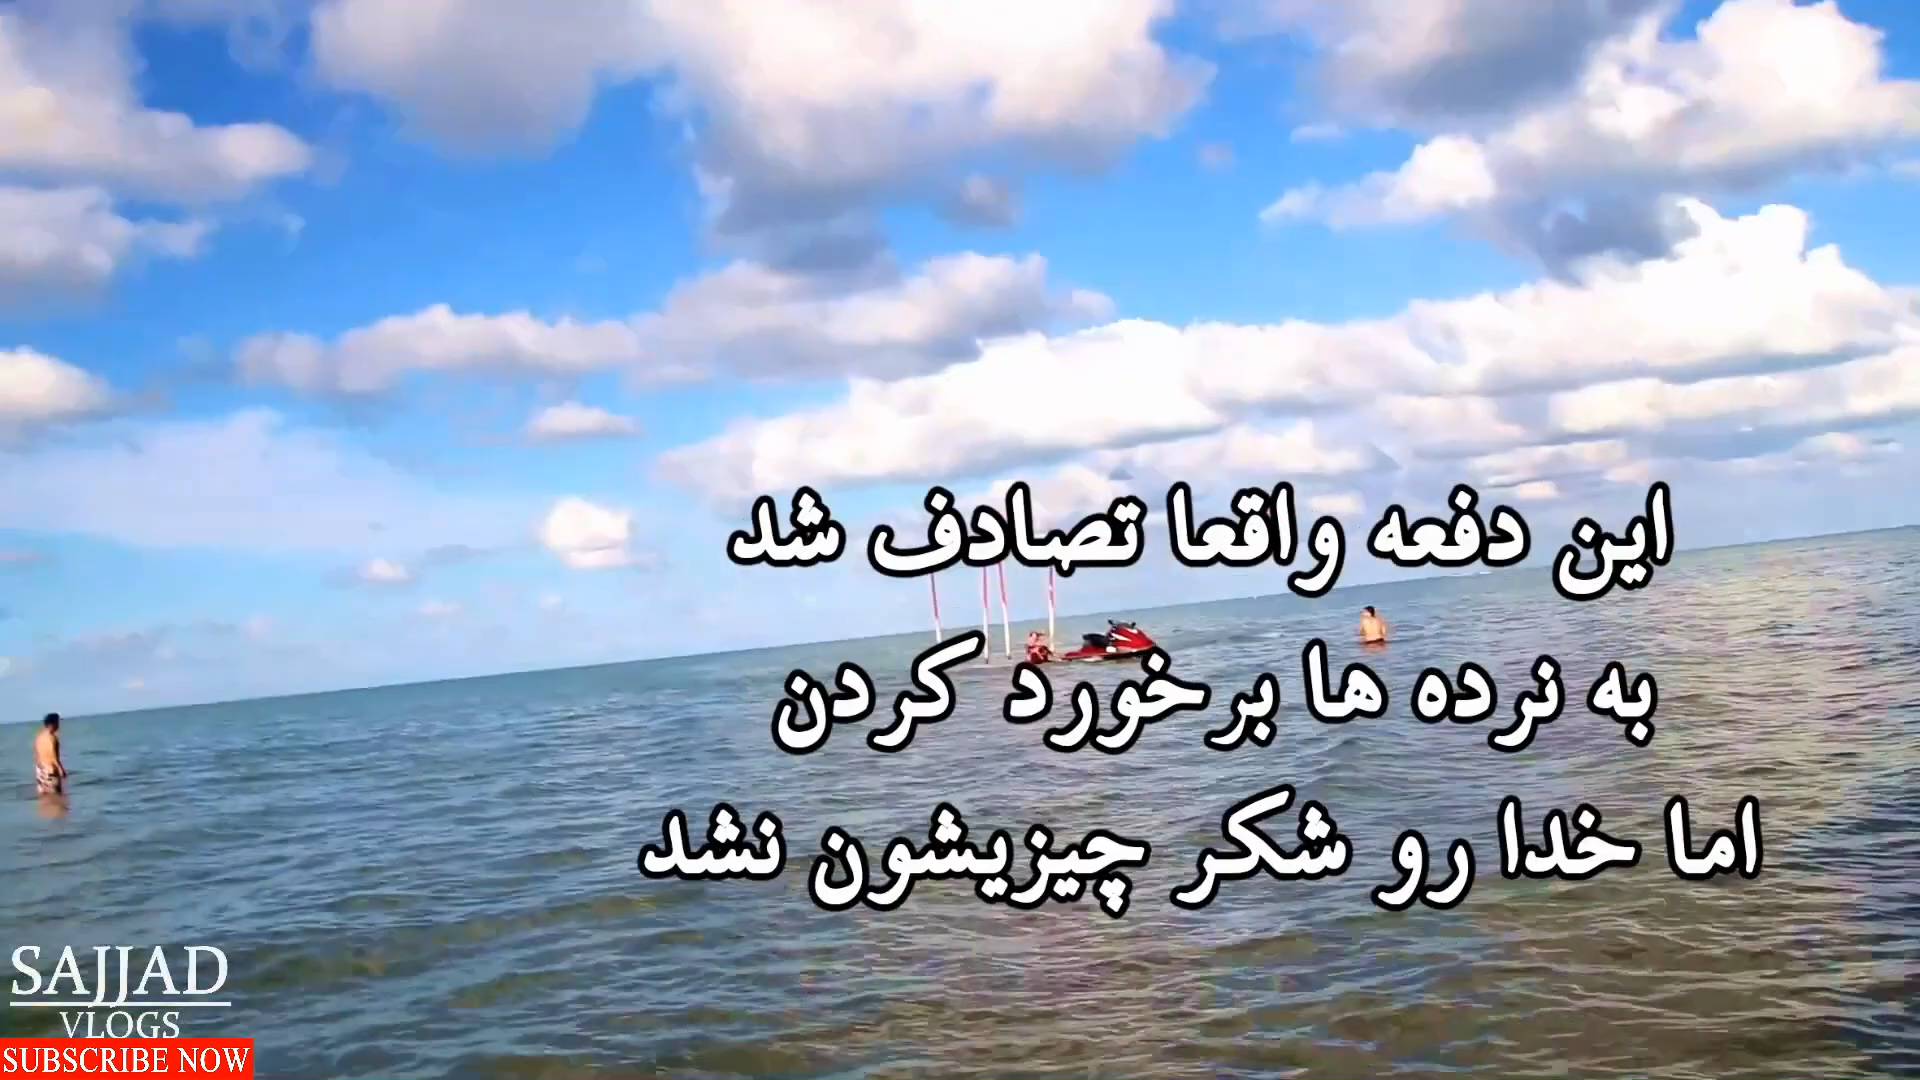 این دفعه واقعا تصادف شد
به نرده ها برخورد کردن
اما خدا رو شکر چیزیشون نشد
SAJJAD
VLOGS
SUBSCRIBE NOW